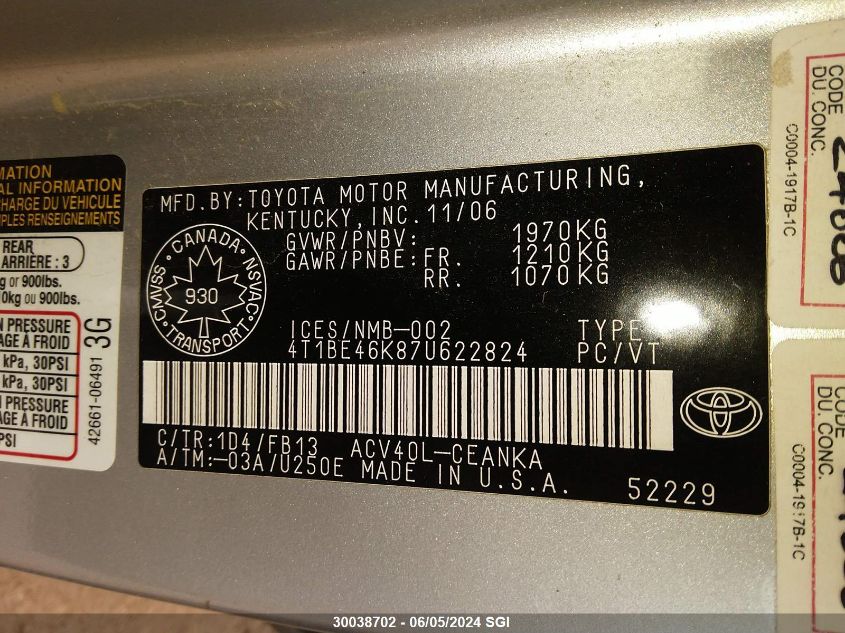 MATION
AL INFORMATION
CHARGE DU VÉHICULE
MPLES RENSEIGNEMENTS
REAR
ARRIÈRE : 3
g or 900lbs.
0kg ou 900lbs.
N PRESSURE
AGE À FROID
kPa, 30PSI
kPa, 30PSI
N PRESSURE
AGE À FROID
PSI
42661-06491 3G
MFD.BY:TOYOTA MOTOR MANUFACTURING,
KENTUCKY,INC.11/06
GVWR/PNBV: 1970KG
GAWR/PNBE: FR. 1210KG
RR. 1070KG
CANADA
CMVSS · NSVAC
930
TRANSPORT
ICES/NMB-002 TYPE
4T1BE46K87U622824 PC/VT
C/TR:1D4/FB13 ACV40L-CEANKA
A/TM:-03A/U250E MADE IN U.S.A.
52229
CODE
DU. CONC.
C0004-1917B-1C
DU. CONC.
C0004-1917B-1C
30038702 - 06/05/2024 SGI